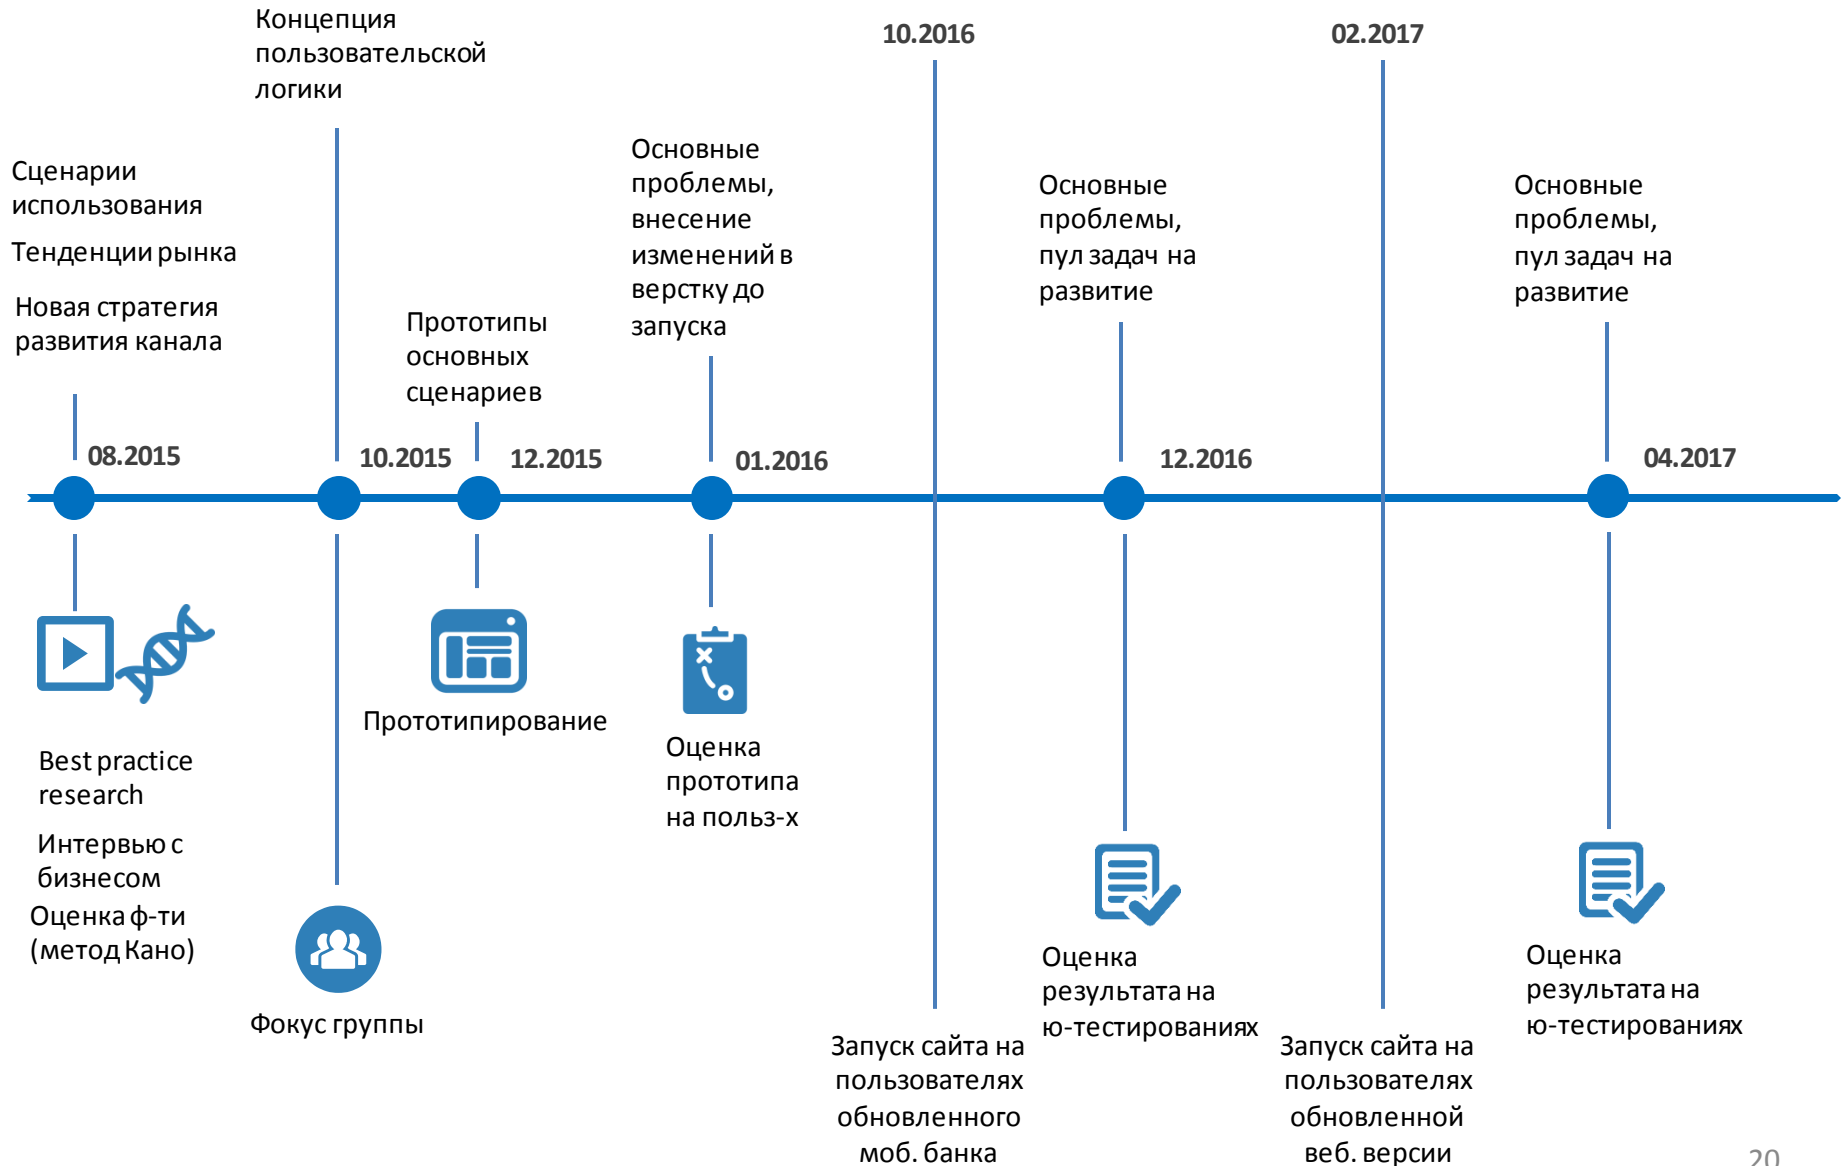 Концепция
пользовательской
логики
10.2016
02.2017
Сценарии
использования
Тенденции рынка
Новая стратегия
развития канала
Прототипы
основных
сценариев
Основные
проблемы,
внесение
изменений в
верстку до
запуска
Основные
проблемы,
пул задач на
развитие
Основные
проблемы,
пул задач на
развитие
08.2015
10.2015
12.2015
01.2016
12.2016
04.2017
Best practice
research
Интервью с
бизнесом
Оценка ф-ти
(метод Кано)
Фокус группы
Прототипирование
Оценка
прототипа
на польз-х
Запуск сайта на
пользователях
обновленного
моб. банка
Оценка
результата на
ю-тестированиях
Запуск сайта на
пользователях
обновленной
веб. версии
Оценка
результата на
ю-тестированиях
20